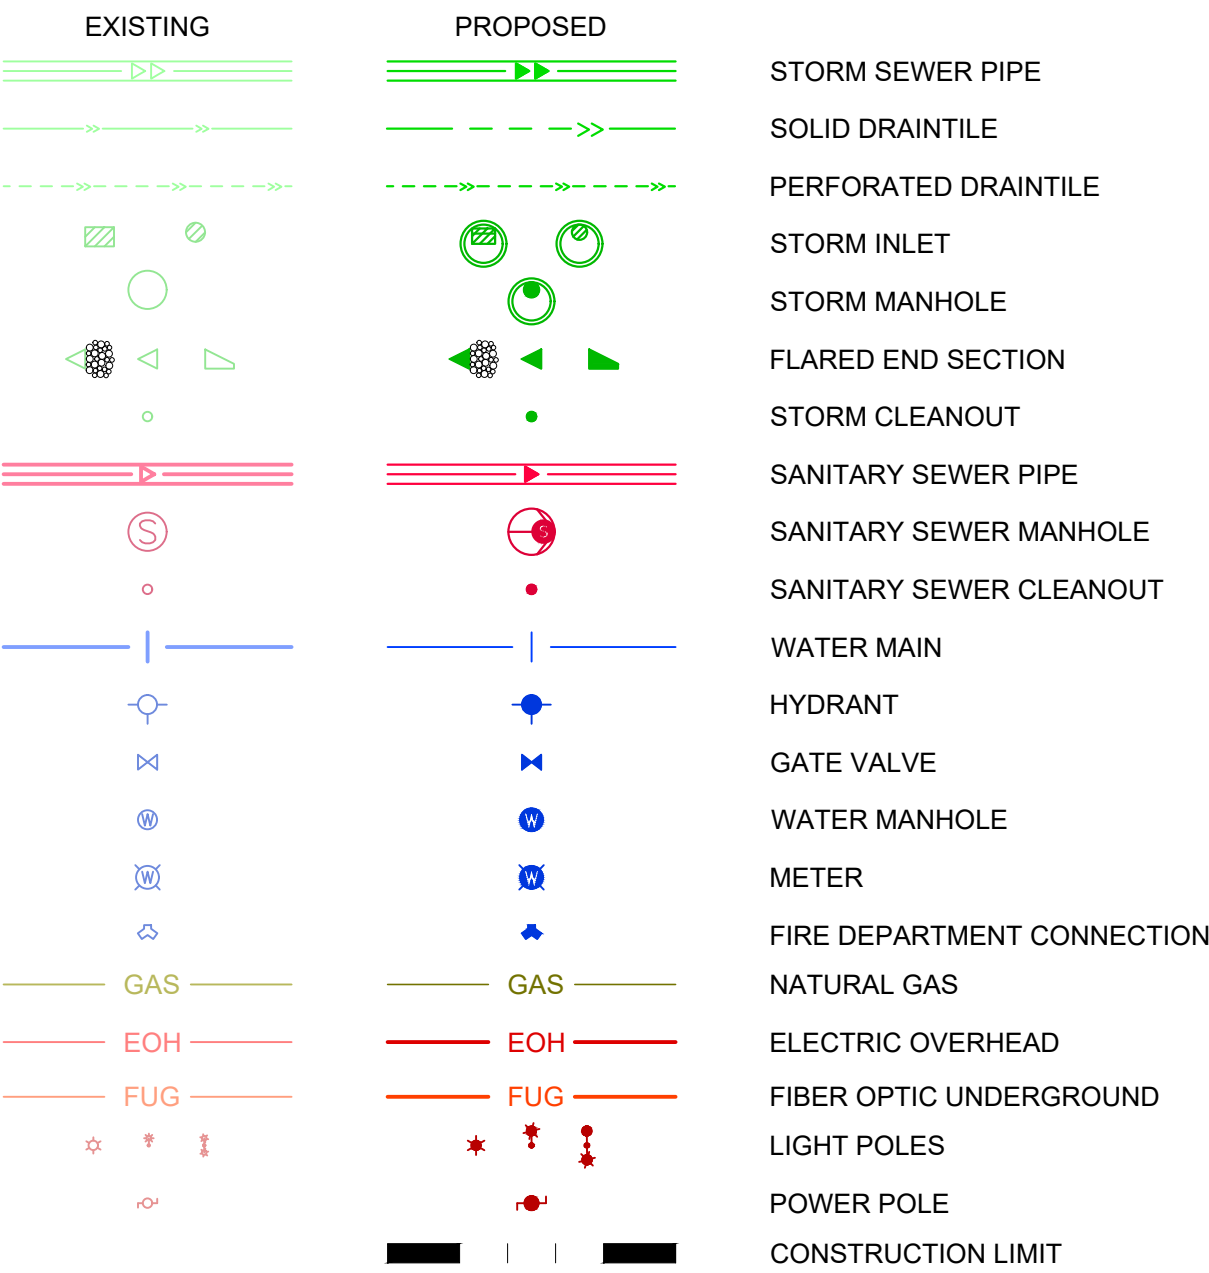 EXISTING PROPOSED
STORM SEWER PIPE
SOLID DRAINTILE
PERFORATED DRAINTILE
STORM INLET
STORM MANHOLE
FLARED END SECTION
STORM CLEANOUT
SANITARY SEWER PIPE
S S SANITARY SEWER MANHOLE
SANITARY SEWER CLEANOUT
WATER MAIN
HYDRANT
GATE VALVE
W W WATER MANHOLE
W W METER
FIRE DEPARTMENT CONNECTION
GAS GAS NATURAL GAS
EOH EOH ELECTRIC OVERHEAD
FUG FUG FIBER OPTIC UNDERGROUND
LIGHT POLES
POWER POLE
CONSTRUCTION LIMIT